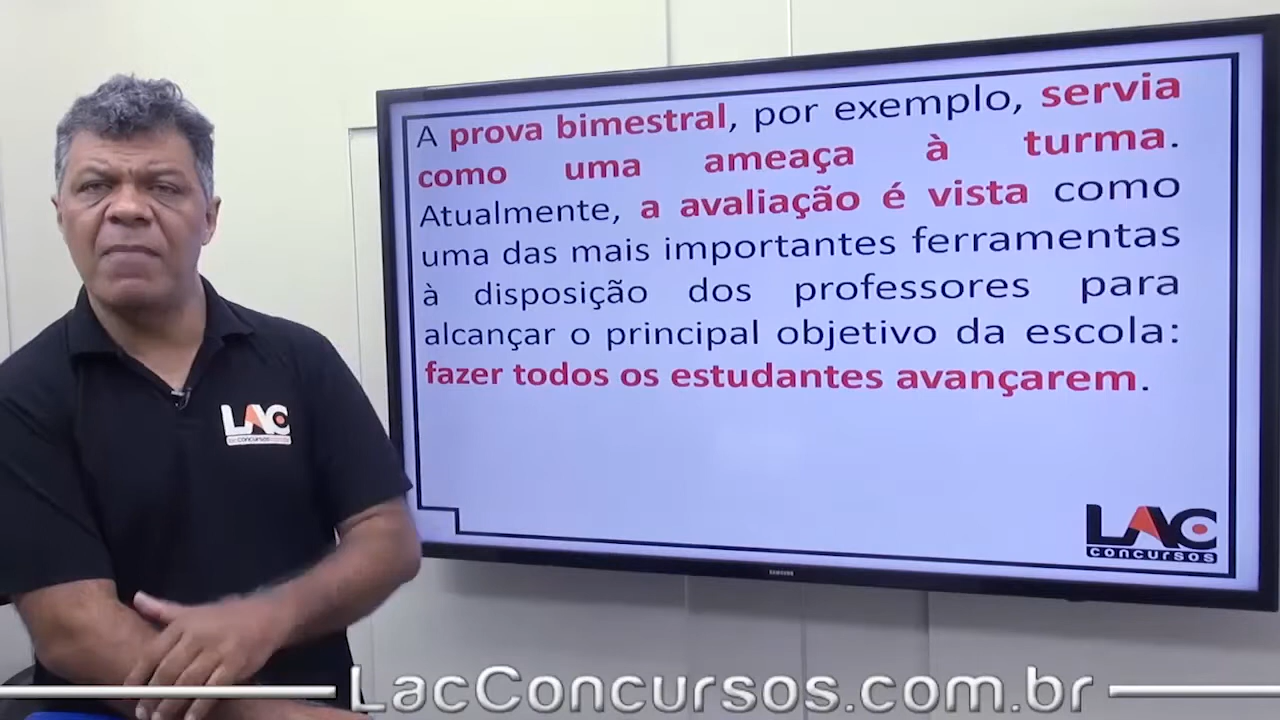 A prova bimestral, por exemplo, servia
como uma ameaça à turma.
Atualmente, a avaliação é vista como
uma das mais importantes ferramentas
à disposição dos professores para
alcançar o principal objetivo da escola:
fazer todos os estudantes avançarem.
LAC
LAC
concursos
SAMSUNG
LacConcursos.com.br